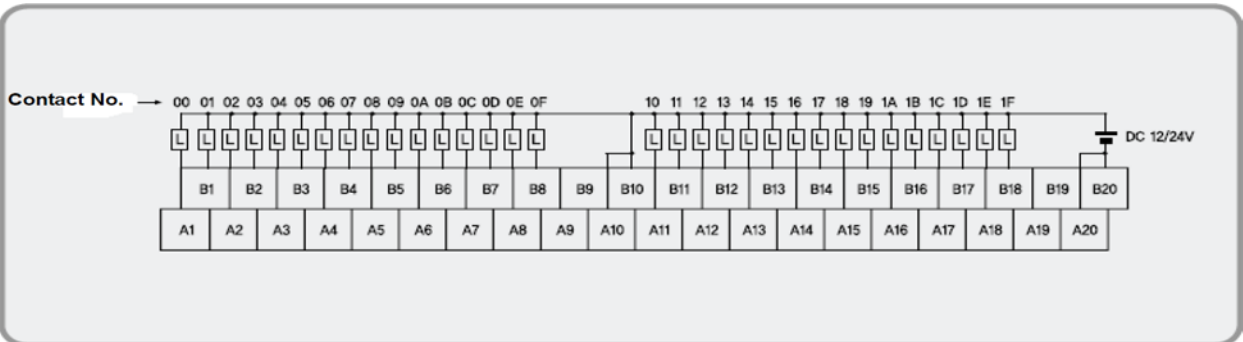 Contact No. → 00 01 02 03 04 05 06 07 08 09 0A 0B 0C 0D 0E 0F 10 11 12 13 14 15 16 17 18 19 1A 1B 1C 1D 1E 1F
L L L L L L L L L L L L L L L L L L L L L L L L L L L L L L L L DC 12/24V
B1 B2 B3 B4 B5 B6 B7 B8 B9 B10 B11 B12 B13 B14 B15 B16 B17 B18 B19 B20
A1 A2 A3 A4 A5 A6 A7 A8 A9 A10 A11 A12 A13 A14 A15 A16 A17 A18 A19 A20